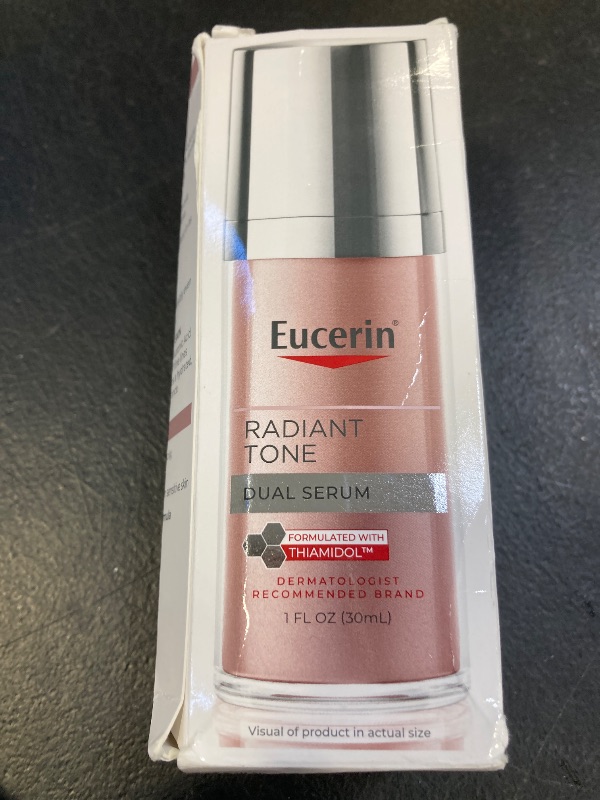 Eucerin®
RADIANT
TONE
DUAL SERUM
FORMULATED WITH
THIAMIDOL™
DERMATOLOGIST
RECOMMENDED BRAND
1 FL OZ (30mL)
Visual of product in actual size